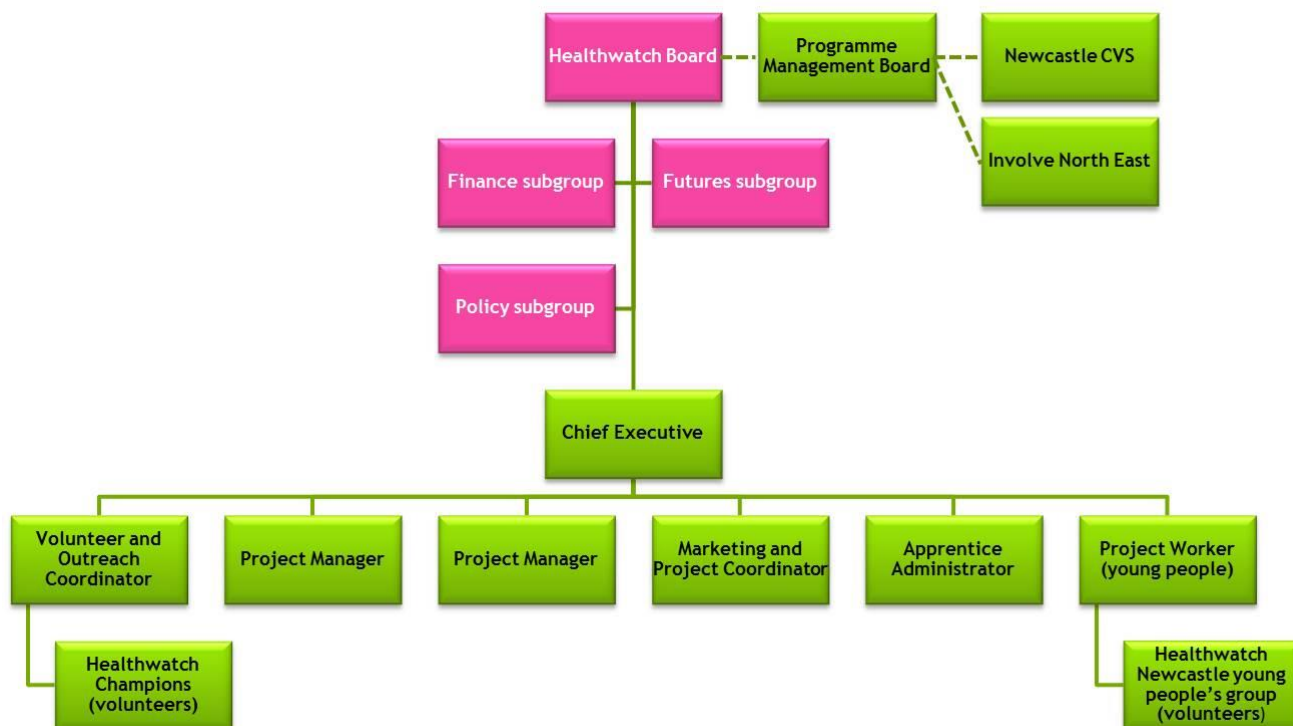 Healthwatch Board
Programme
Management Board
Newcastle CVS
Involve North East
Finance subgroup
Futures subgroup
Policy subgroup
Chief Executive
Volunteer and
Outreach
Coordinator
Project Manager
Project Manager
Marketing and
Project Coordinator
Apprentice
Administrator
Project Worker
(young people)
Healthwatch
Champions
(volunteers)
Healthwatch
Newcastle young
people’s group
(volunteers)